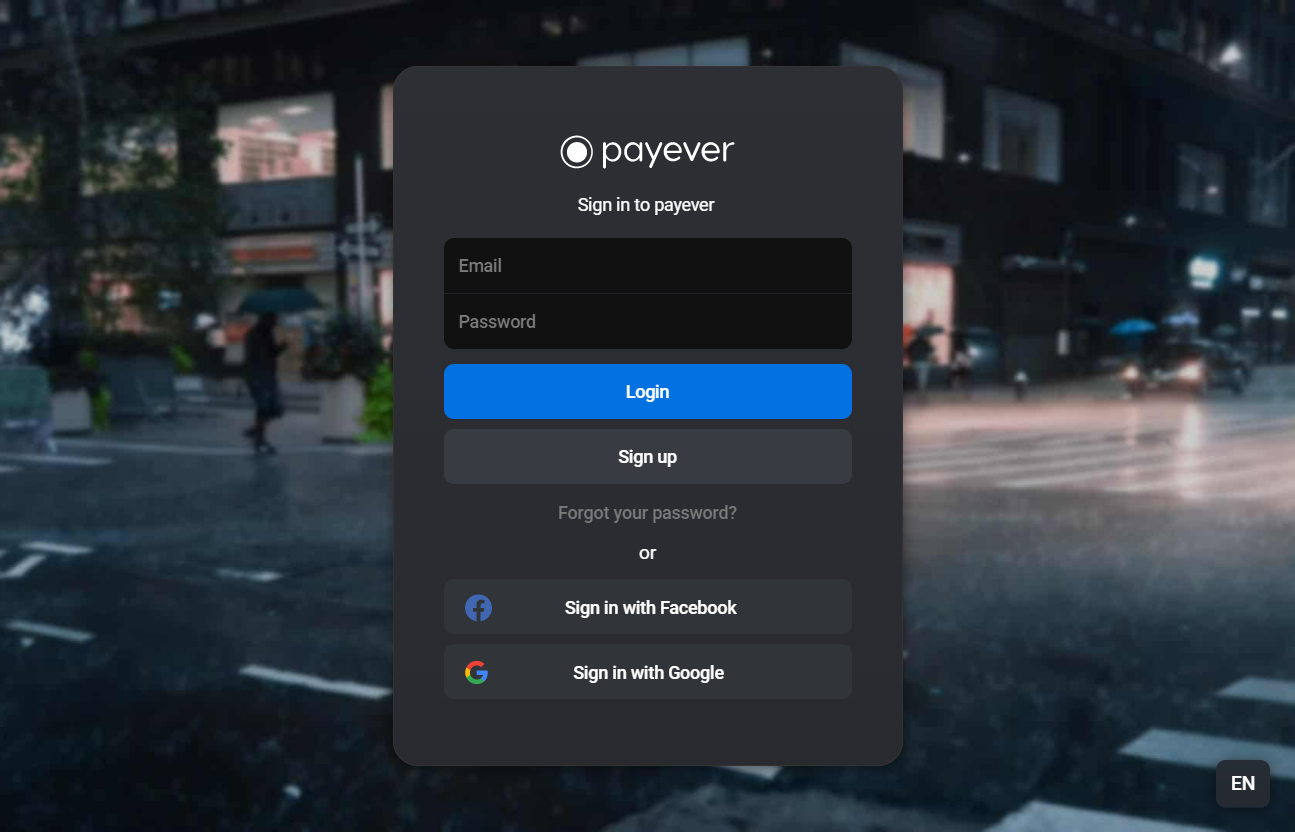 payever
Sign in to payever
Email
Password
Login
Sign up
Forgot your password?
or
Sign in with Facebook
Sign in with Google
EN